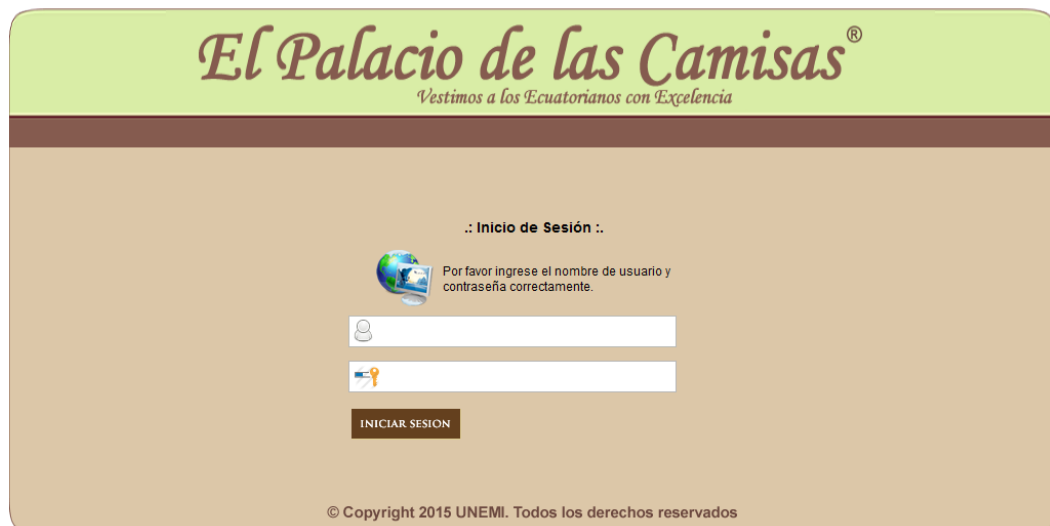 El Palacio de las Camisas®
Vestimos a los Ecuatorianos con Excelencia
.: Inicio de Sesión :.
Por favor ingrese el nombre de usuario y
contraseña correctamente.
INICIAR SESION
© Copyright 2015 UNEMI. Todos los derechos reservados